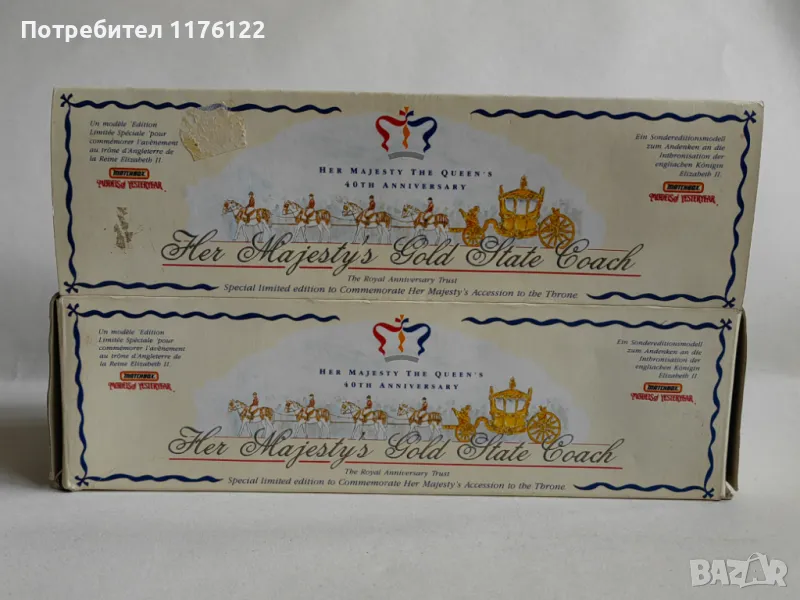 Потребител 1176122
Un modèle 'Edition
Limitée Spéciale 'pour
commémorer l'avènement
au trône d'Angleterre de
la Reine Elizabeth II.
MATCHBOX
MODELS of YESTERYEAR
HER MAJESTY THE QUEEN'S
40TH ANNIVERSARY
Ein Sondereditionsmodell
zum Andenken an die
Inthronisation der
englischen Königin
Elizabeth II.
MATCHBOX
MODELS of YESTERYEAR
Her Majesty's Gold State Coach
The Royal Anniversary Trust
Special limited edition to Commemorate Her Majesty's Accession to the Throne
Un modèle 'Edition
Limitée Spéciale 'pour
commémorer l'avènement
au trône d'Angleterre de
la Reine Elizabeth II.
MATCHBOX
MODELS of YESTERYEAR
HER MAJESTY THE QUEEN'S
40TH ANNIVERSARY
Ein Sondereditionsmodell
zum Andenken an die
Inthronisation der
englischen Königin
Elizabeth II.
MATCHBOX
MODELS of YESTERYEAR
Her Majesty's Gold State Coach
The Royal Anniversary Trust
Special limited edition to Commemorate Her Majesty's Accession to the Throne
BAZAR